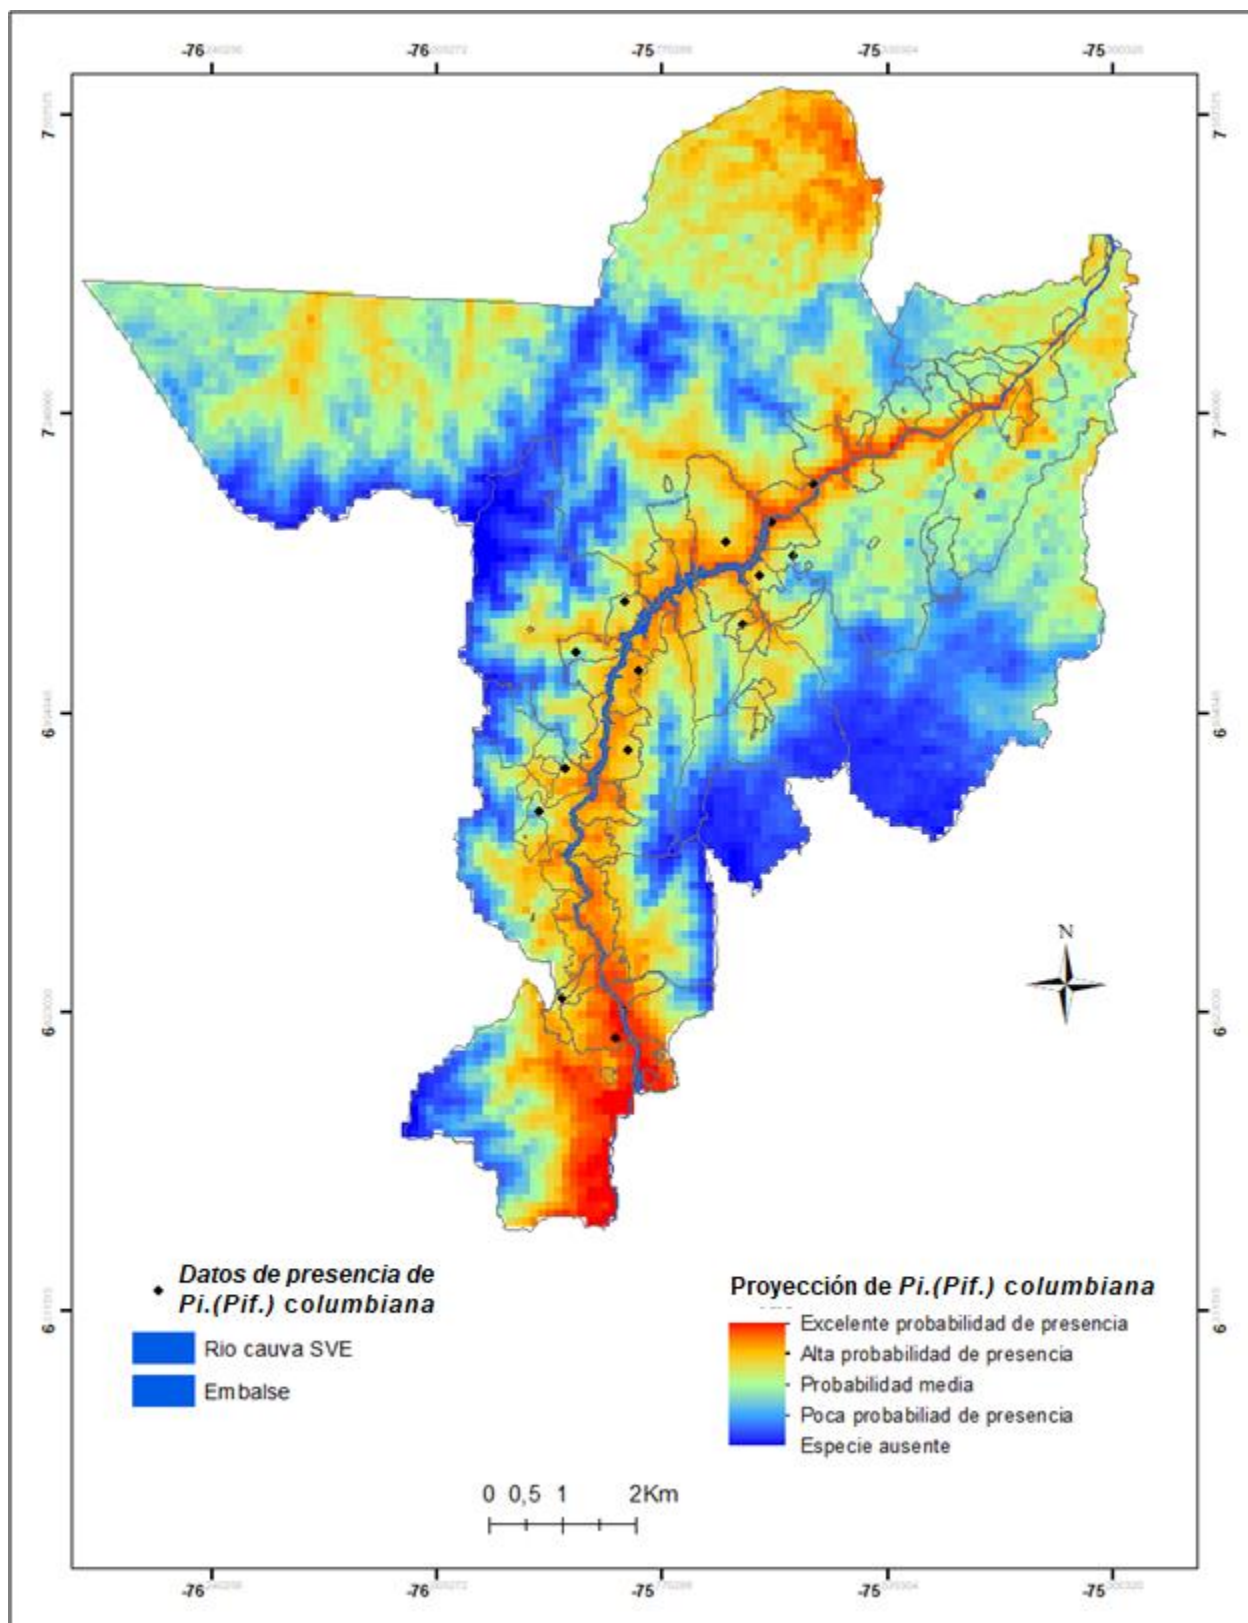 -76
-76
-75
-75
-75
7
7
7
7
6
6
6
6
6
6
N
Datos de presencia de
Pi.(Pif.) columbiana
Rio cauva SVE
Embalse
Proyección de Pi.(Pif.) columbiana
Excelente probabilidad de presencia
Alta probabilidad de presencia
Probabilidad media
Poca probabiliad de presencia
Especie ausente
0 0,5 1 2Km
-76
-76
-75
-75
-75